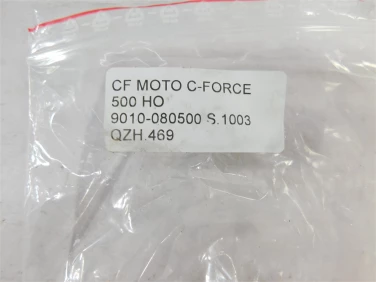 CF MOTO C-FORCE
500 HO
9010-080500 S.1003
QZH.469